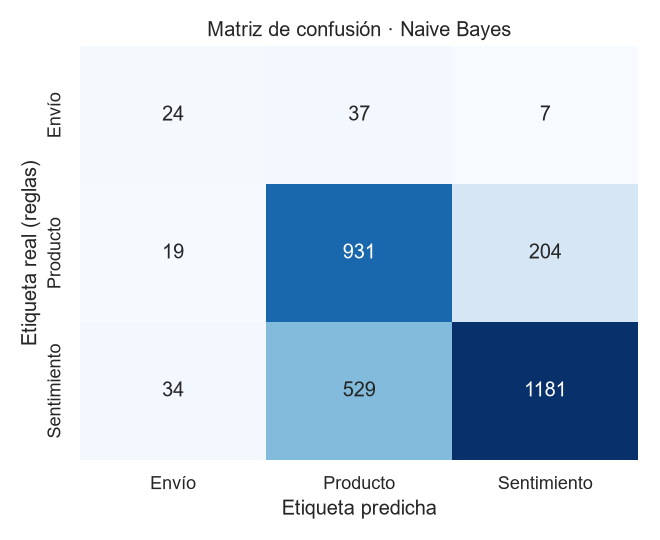 Matriz de confusión · Naive Bayes
Etiqueta real (reglas)
Envío
24 37 7
Producto
19 931 204
Sentimiento
34 529 1181
Envío Producto Sentimiento
Etiqueta predicha